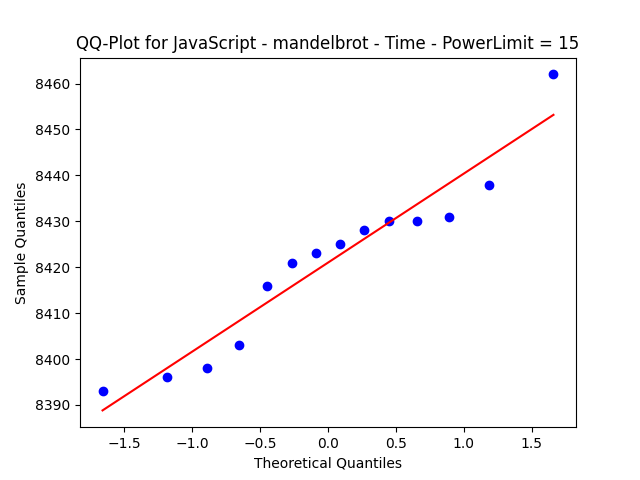 QQ-Plot for JavaScript - mandelbrot - Time - PowerLimit = 15
8460
8450
8440
8430
8420
8410
8400
8390
Sample Quantiles
−1.5 −1.0 −0.5 0.0 0.5 1.0 1.5
Theoretical Quantiles